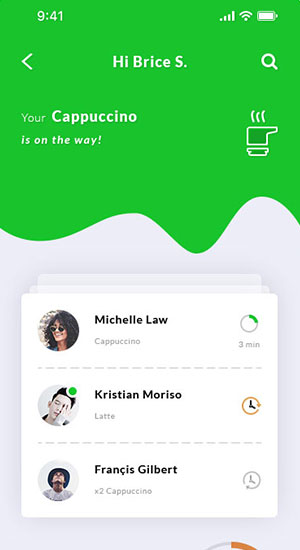 9:41
Hi Brice S.
Your Cappuccino
is on the way!
Michelle Law
Cappuccino
3 min
Kristian Moriso
Latte
Françis Gilbert
x2 Cappuccino